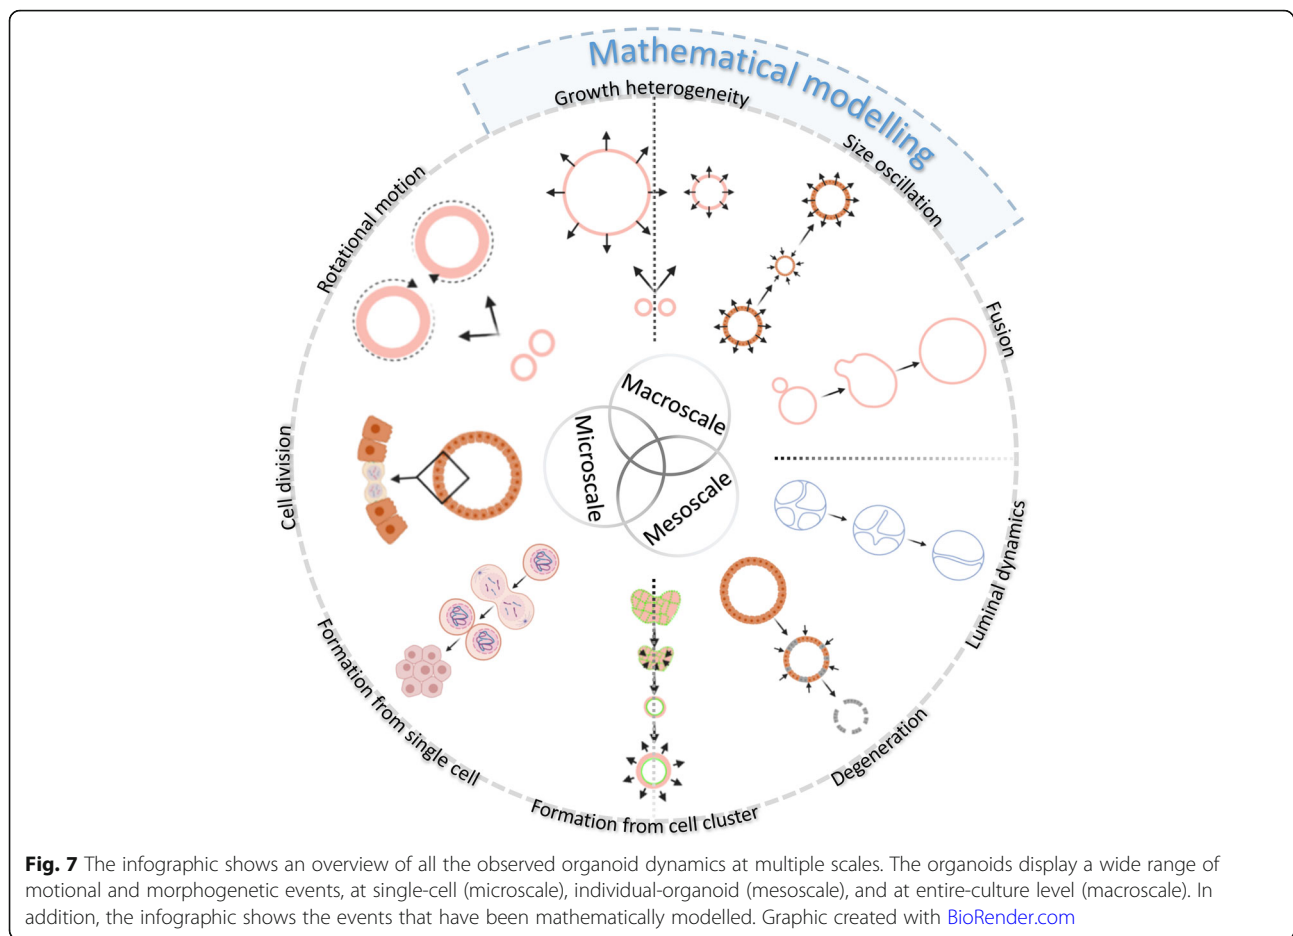 Mathematical modelling
Growth heterogeneity
Size oscillation
Rotational motion
Fusion
Macroscale
Microscale
Mesoscale
Cell division
Luminal dynamics
Formation from single cell
Degeneration
Formation from cell cluster
Fig. 7 The infographic shows an overview of all the observed organoid dynamics at multiple scales. The organoids display a wide range of
motional and morphogenetic events, at single-cell (microscale), individual-organoid (mesoscale), and at entire-culture level (macroscale). In
addition, the infographic shows the events that have been mathematically modelled. Graphic created with BioRender.com